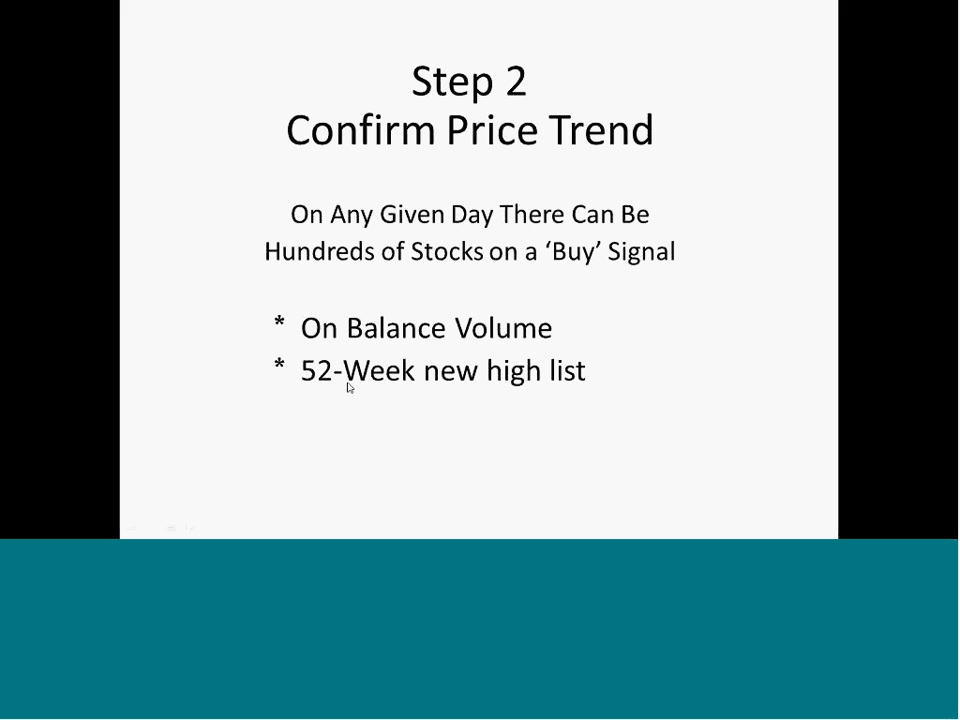 Step 2
Confirm Price Trend
On Any Given Day There Can Be
Hundreds of Stocks on a ‘Buy’ Signal
* On Balance Volume
* 52-Week new high list